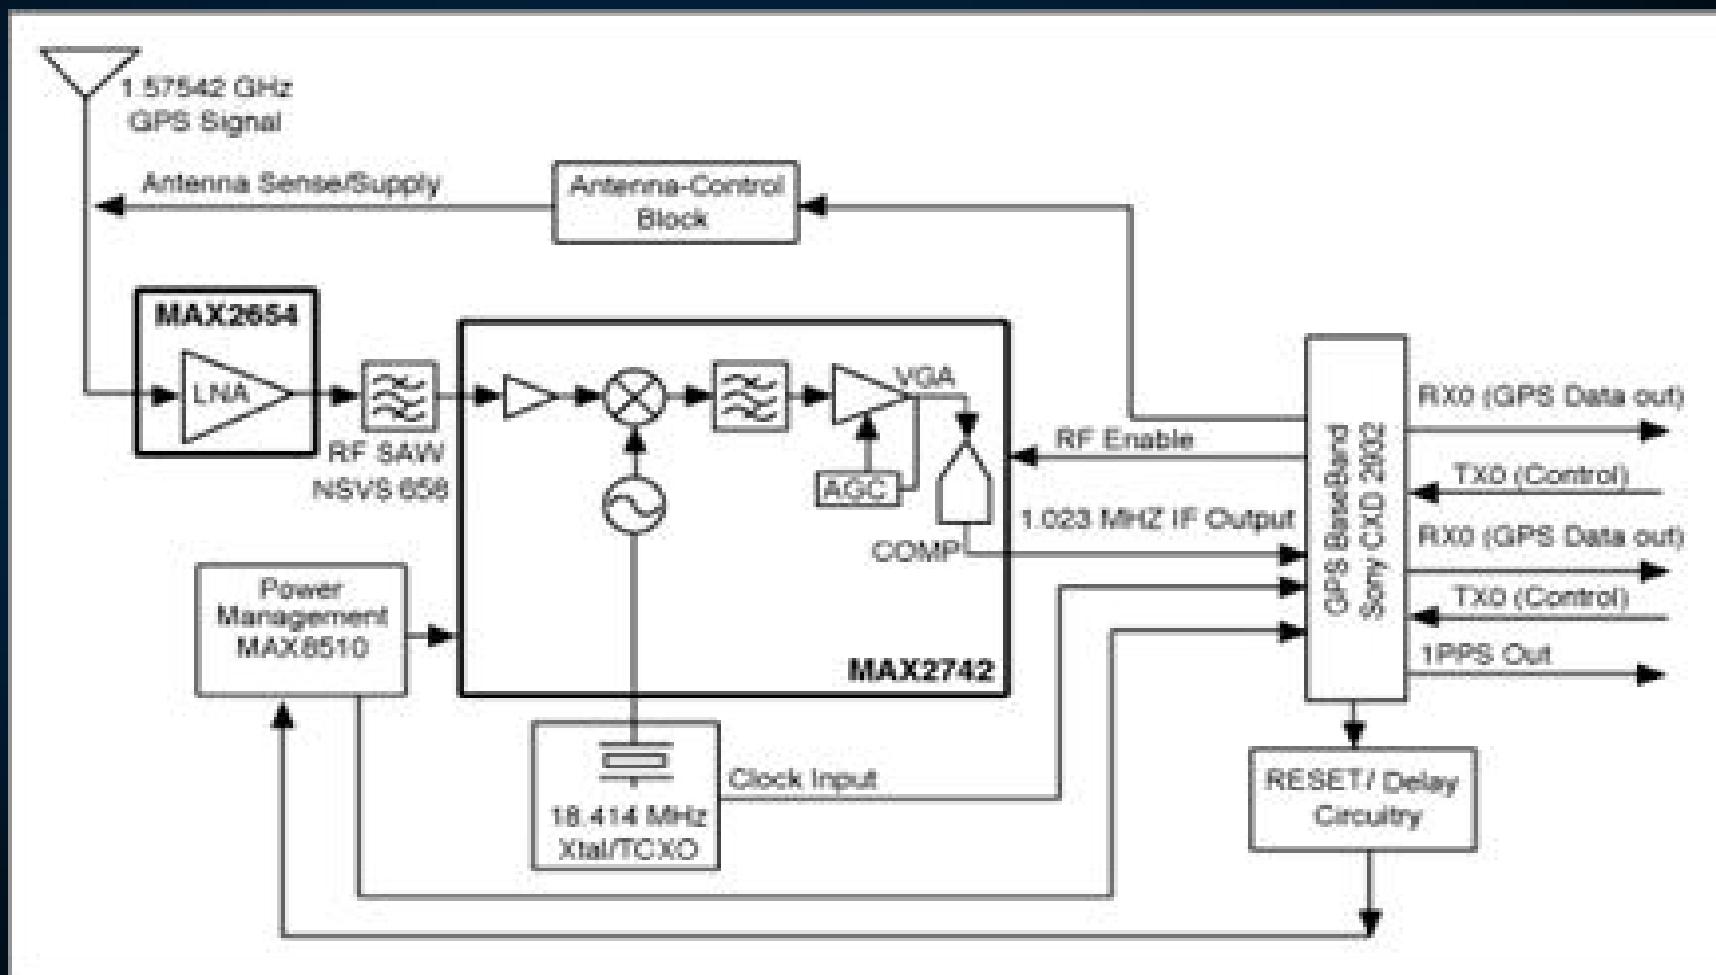 1.57542 GHz
GPS Signal
Antenna Sense/Supply
Antenna-Control
Block
MAX2654
LNA
RF SAW
NSVS 658
VGA
AGC
COMP
MAX2742
RF Enable
1.023 MHZ IF Output
GPS BaseBand
Sony CXD 2932
RX0 (GPS Data out)
TX0 (Control)
RX0 (GPS Data out)
TX0 (Control)
1PPS Out
Power
Management
MAX8510
18.414 MHz
Xtal/TCXO
Clock Input
RESET/ Delay
Circuitry